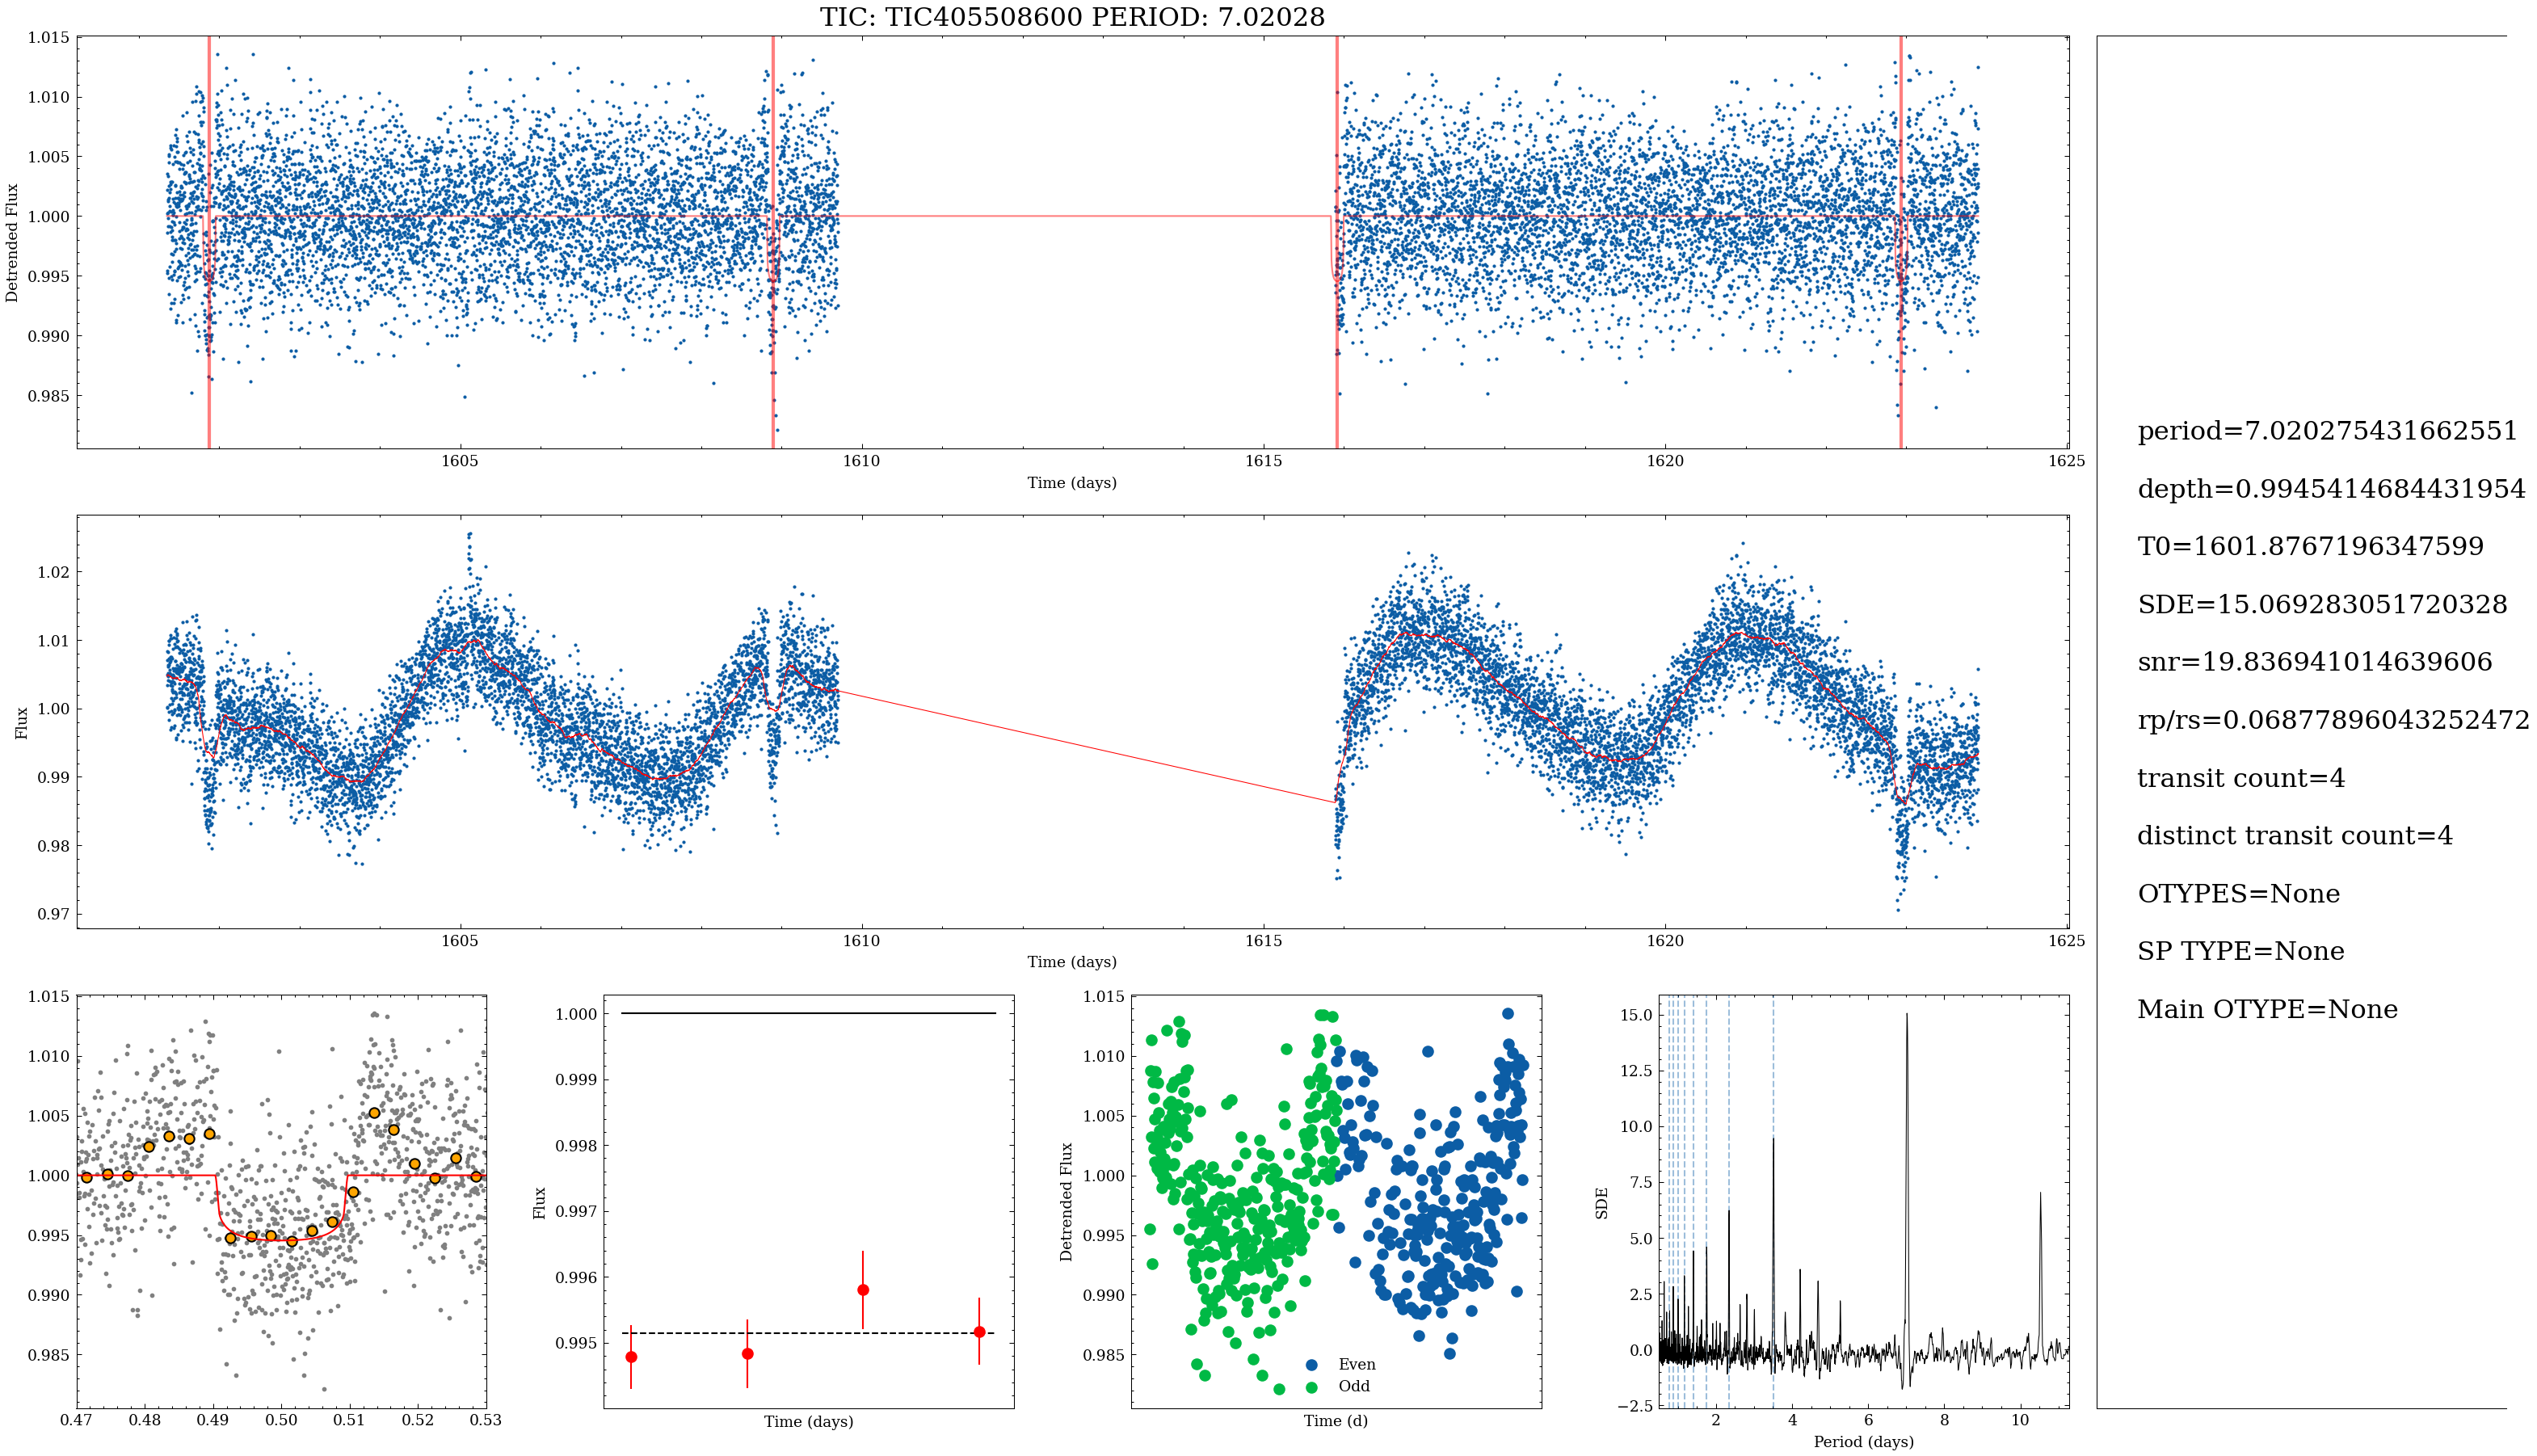 TIC: TIC405508600 PERIOD: 7.02028
1.015
1.010
1.005
1.000
0.995
0.990
0.985
Detrended Flux
1605
1610
1615
1620
1625
Time (days)
1.02
1.01
1.00
0.99
0.98
0.97
Flux
1605
1610
1615
1620
1625
Time (days)
1.015
1.010
1.005
1.000
0.995
0.990
0.985
0.47
0.48
0.49
0.50
0.51
0.52
0.53
1.000
0.999
0.998
0.997
0.996
0.995
Flux
Time (days)
1.015
1.010
1.005
1.000
0.995
0.990
0.985
Detrended Flux
Even
Odd
Time (d)
15.0
12.5
10.0
7.5
5.0
2.5
0.0
−2.5
SDE
2
4
6
8
10
Period (days)
period=7.020275431662551
depth=0.9945414684431954
T0=1601.8767196347599
SDE=15.069283051720328
snr=19.836941014639606
rp/rs=0.06877896043252472
transit count=4
distinct transit count=4
OTYPES=None
SP TYPE=None
Main OTYPE=None